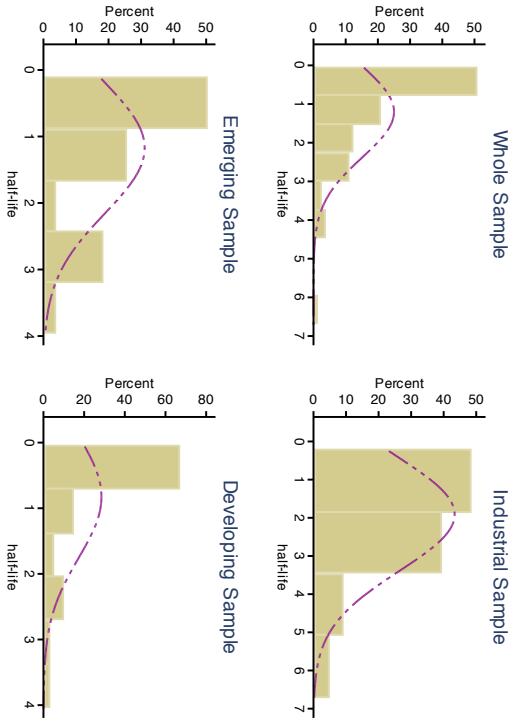 Whole Sample
Percent
0 10 20 30 40 50
0 1 2 3 4 5 6 7
half-life
Industrial Sample
Percent
0 10 20 30 40 50
0 1 2 3 4 5 6 7
half-life
Emerging Sample
Percent
0 10 20 30 40 50
0 1 2 3 4
half-life
Developing Sample
Percent
0 20 40 60 80
0 1 2 3 4
half-life